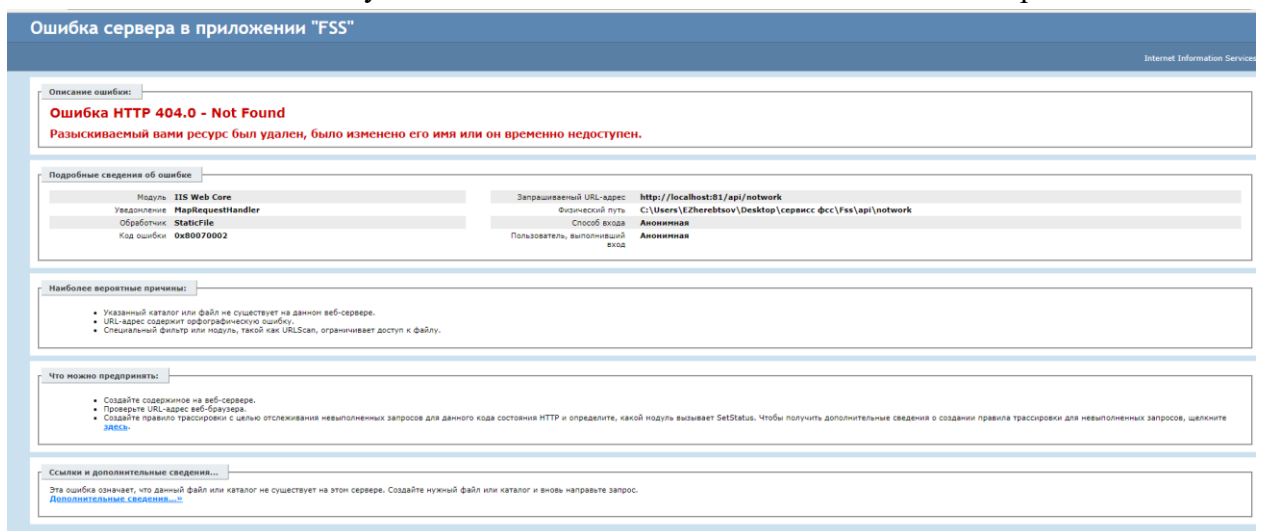 Ошибка сервера в приложении "FSS"
Internet Information Services
Описание ошибки:
Ошибка HTTP 404.0 - Not Found
Разыскиваемый вами ресурс был удален, было изменено его имя или он временно недоступен.
Подробные сведения об ошибке
Модуль IIS Web Core
Уведомление MapRequestHandler
Обработчик StaticFile
Код ошибки 0x80070002
Запрашиваемый URL-адрес http://localhost:81/api/notwork
Физический путь C:\Users\EZherebtsov\Desktop\сервисс фсс\Fss\api\notwork
Способ входа Анонимная
Пользователь, выполнивший Анонимная
вход
Наиболее вероятные причины:
• Указанный каталог или файл не существует на данном веб-сервере.
• URL-адрес содержит орфографическую ошибку.
• Специальный фильтр или модуль, такой как URLScan, ограничивает доступ к файлу.
Что можно предпринять:
• Создайте содержимое на веб-сервере.
• Проверьте URL-адрес веб-браузера.
• Создайте правило трассировки с целью отслеживания невыполненных запросов для данного кода состояния HTTP и определите, какой модуль вызывает SetStatus. Чтобы получить дополнительные сведения о создании правила трассировки для невыполненных запросов, щелкните
здесь.
Ссылки и дополнительные сведения...
Эта ошибка означает, что данный файл или каталог не существует на этом сервере. Создайте нужный файл или каталог и вновь направьте запрос.
Дополнительные сведения...»